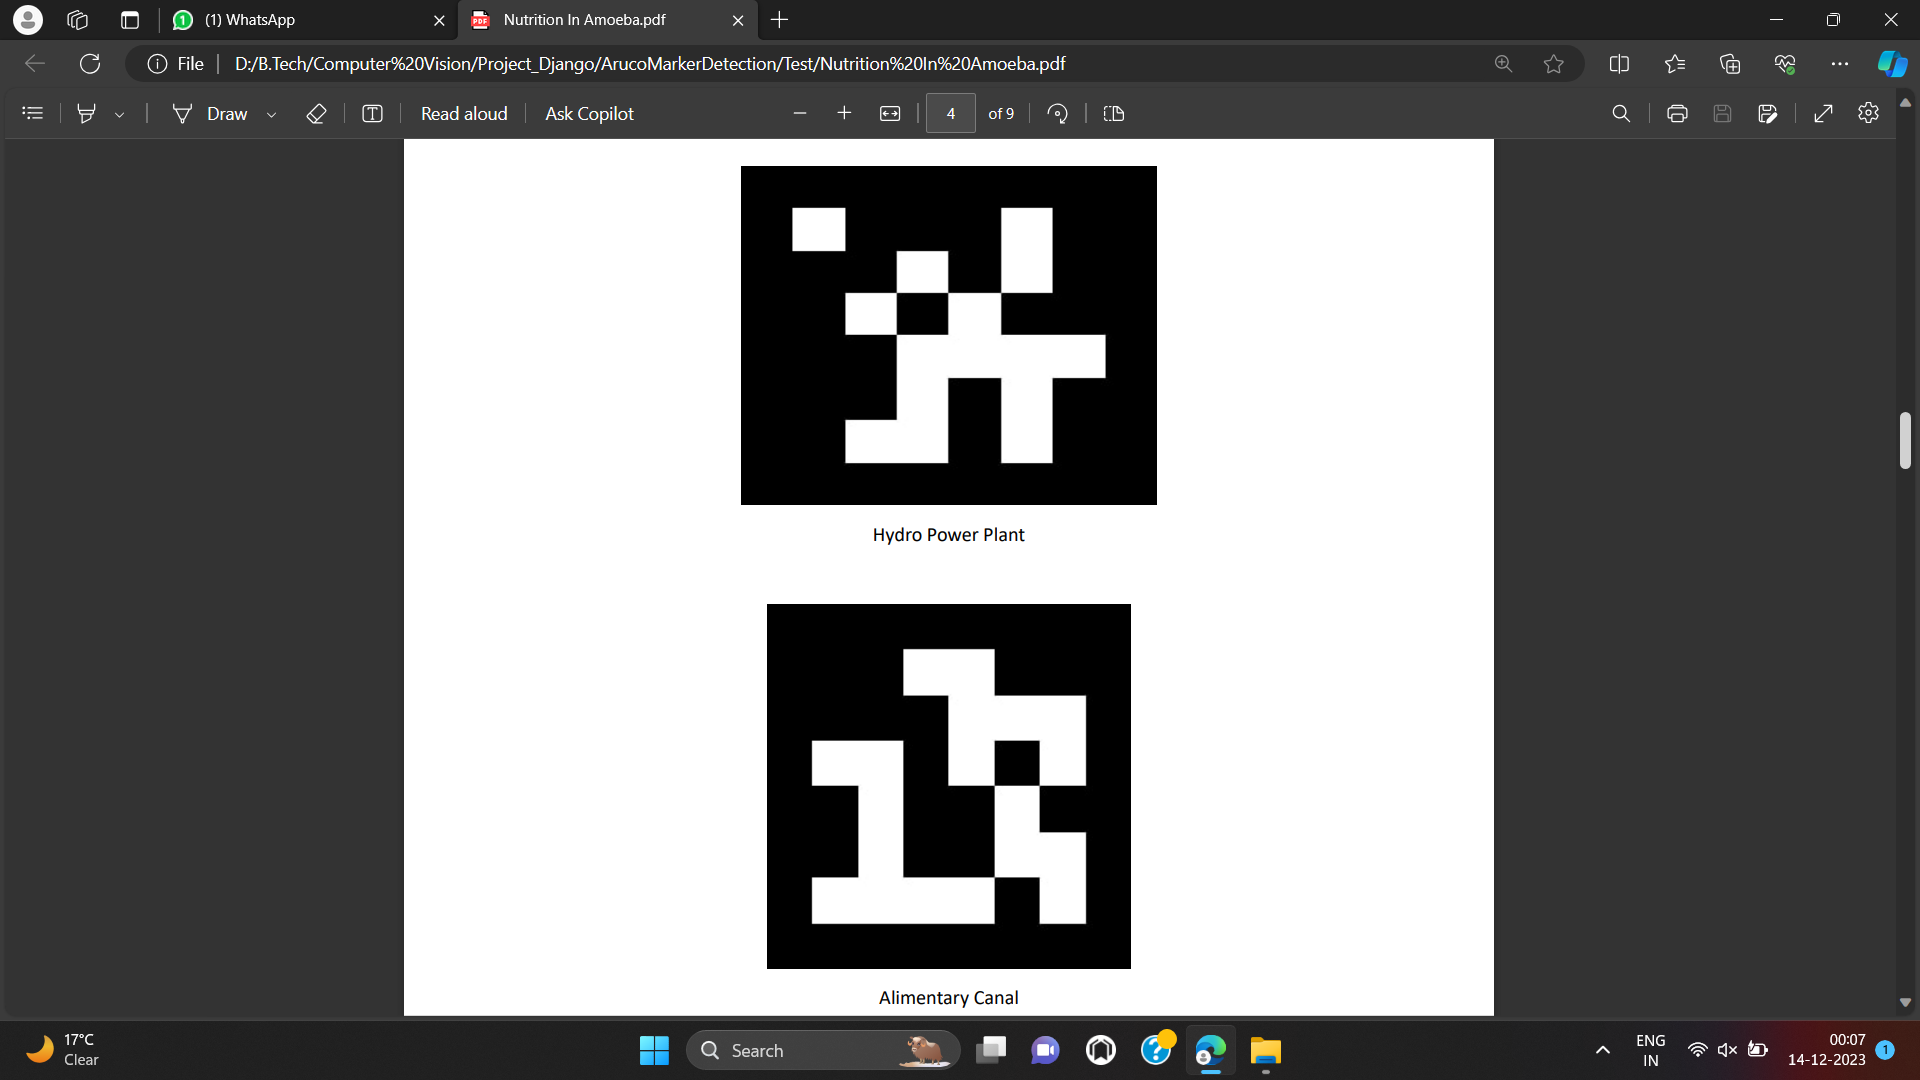 (1) WhatsApp
Nutrition In Amoeba.pdf
File
D:/B.Tech/Computer%20Vision/Project_Django/ArucoMarkerDetection/Test/Nutrition%20In%20Amoeba.pdf
Draw
Read aloud
Ask Copilot
4 of 9
Hydro Power Plant
Alimentary Canal
17°C
Clear
Search
ENG
IN
00:07
14-12-2023
1